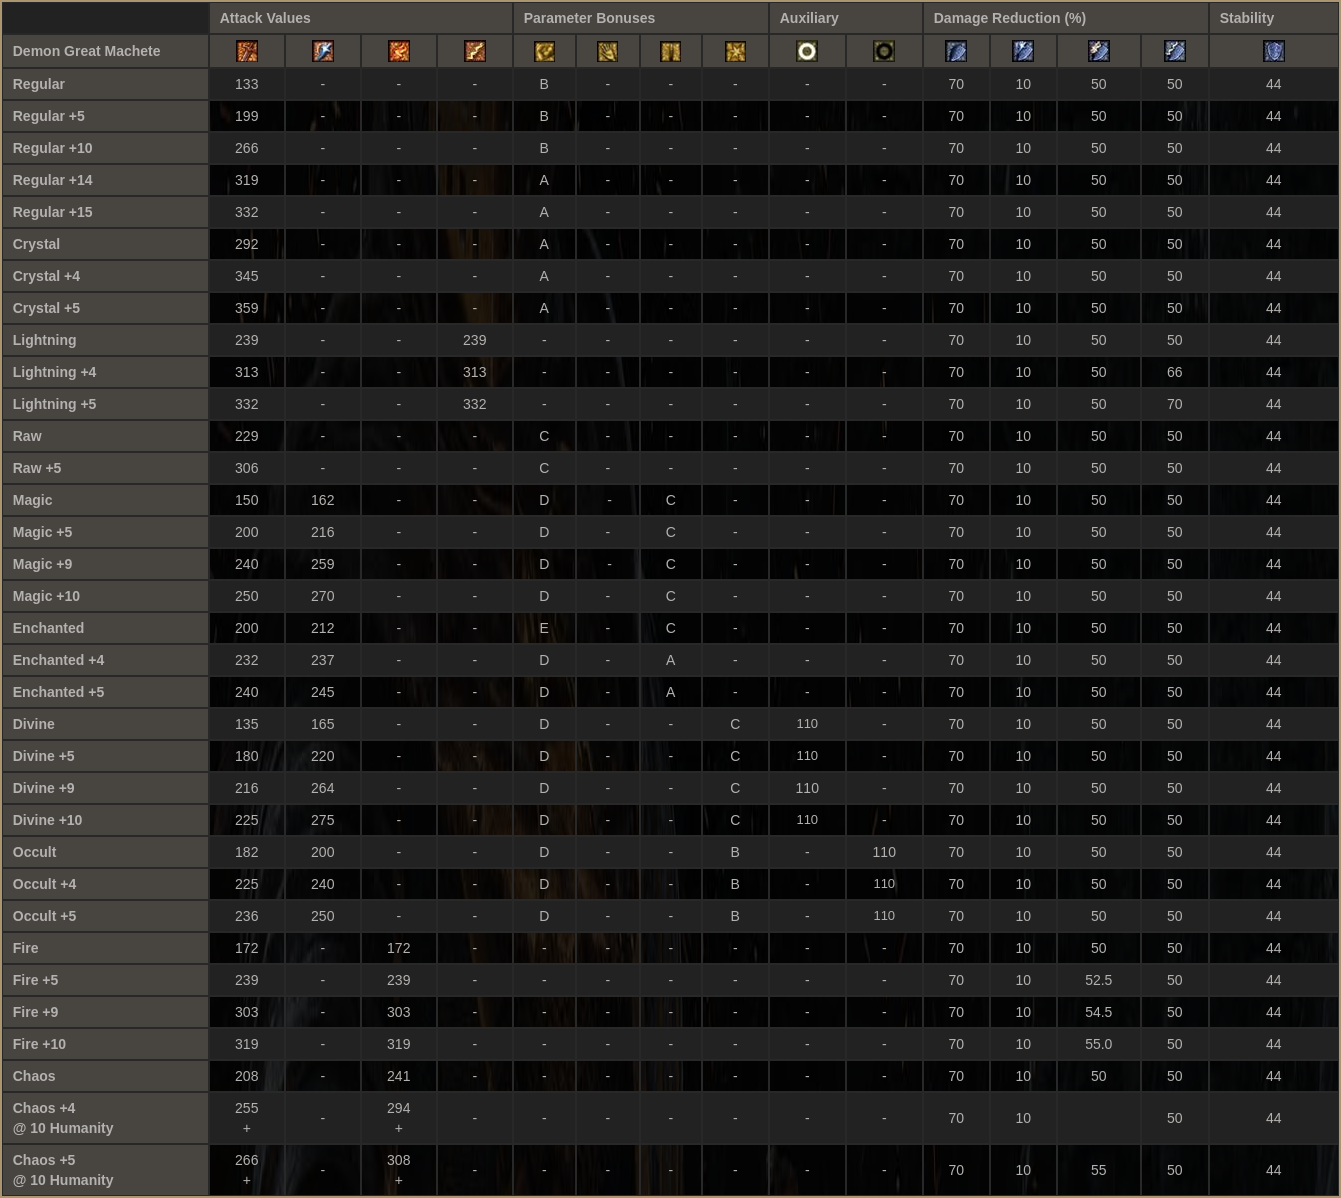 Attack Values Parameter Bonuses Auxiliary Damage Reduction (%) Stability
Demon Great Machete
Regular 133 - - - B - - - - - 70 10 50 50 44
Regular +5 199 - - - B - - - - - 70 10 50 50 44
Regular +10 266 - - - B - - - - - 70 10 50 50 44
Regular +14 319 - - - A - - - - - 70 10 50 50 44
Regular +15 332 - - - A - - - - - 70 10 50 50 44
Crystal 292 - - - A - - - - - 70 10 50 50 44
Crystal +4 345 - - - A - - - - - 70 10 50 50 44
Crystal +5 359 - - - A - - - - - 70 10 50 50 44
Lightning 239 - - 239 - - - - - - 70 10 50 50 44
Lightning +4 313 - - 313 - - - - - - 70 10 50 66 44
Lightning +5 332 - - 332 - - - - - - 70 10 50 70 44
Raw 229 - - - C - - - - - 70 10 50 50 44
Raw +5 306 - - - C - - - - - 70 10 50 50 44
Magic 150 162 - - D - C - - - 70 10 50 50 44
Magic +5 200 216 - - D - C - - - 70 10 50 50 44
Magic +9 240 259 - - D - C - - - 70 10 50 50 44
Magic +10 250 270 - - D - C - - - 70 10 50 50 44
Enchanted 200 212 - - E - C - - - 70 10 50 50 44
Enchanted +4 232 237 - - D - A - - - 70 10 50 50 44
Enchanted +5 240 245 - - D - A - - - 70 10 50 50 44
Divine 135 165 - - D - - C 110 - 70 10 50 50 44
Divine +5 180 220 - - D - - C 110 - 70 10 50 50 44
Divine +9 216 264 - - D - - C 110 - 70 10 50 50 44
Divine +10 225 275 - - D - - C 110 - 70 10 50 50 44
Occult 182 200 - - D - - B - 110 70 10 50 50 44
Occult +4 225 240 - - D - - B - 110 70 10 50 50 44
Occult +5 236 250 - - D - - B - 110 70 10 50 50 44
Fire 172 - 172 - - - - - - - 70 10 50 50 44
Fire +5 239 - 239 - - - - - - - 70 10 52.5 50 44
Fire +9 303 - 303 - - - - - - - 70 10 54.5 50 44
Fire +10 319 - 319 - - - - - - - 70 10 55.0 50 44
Chaos 208 - 241 - - - - - - - 70 10 50 50 44
Chaos +4 255 294
- - - - - - - - 70 10 50 44
@ 10 Humanity + +
Chaos +5 266 308
- - - - - - - - 70 10 55 50 44
@ 10 Humanity + +